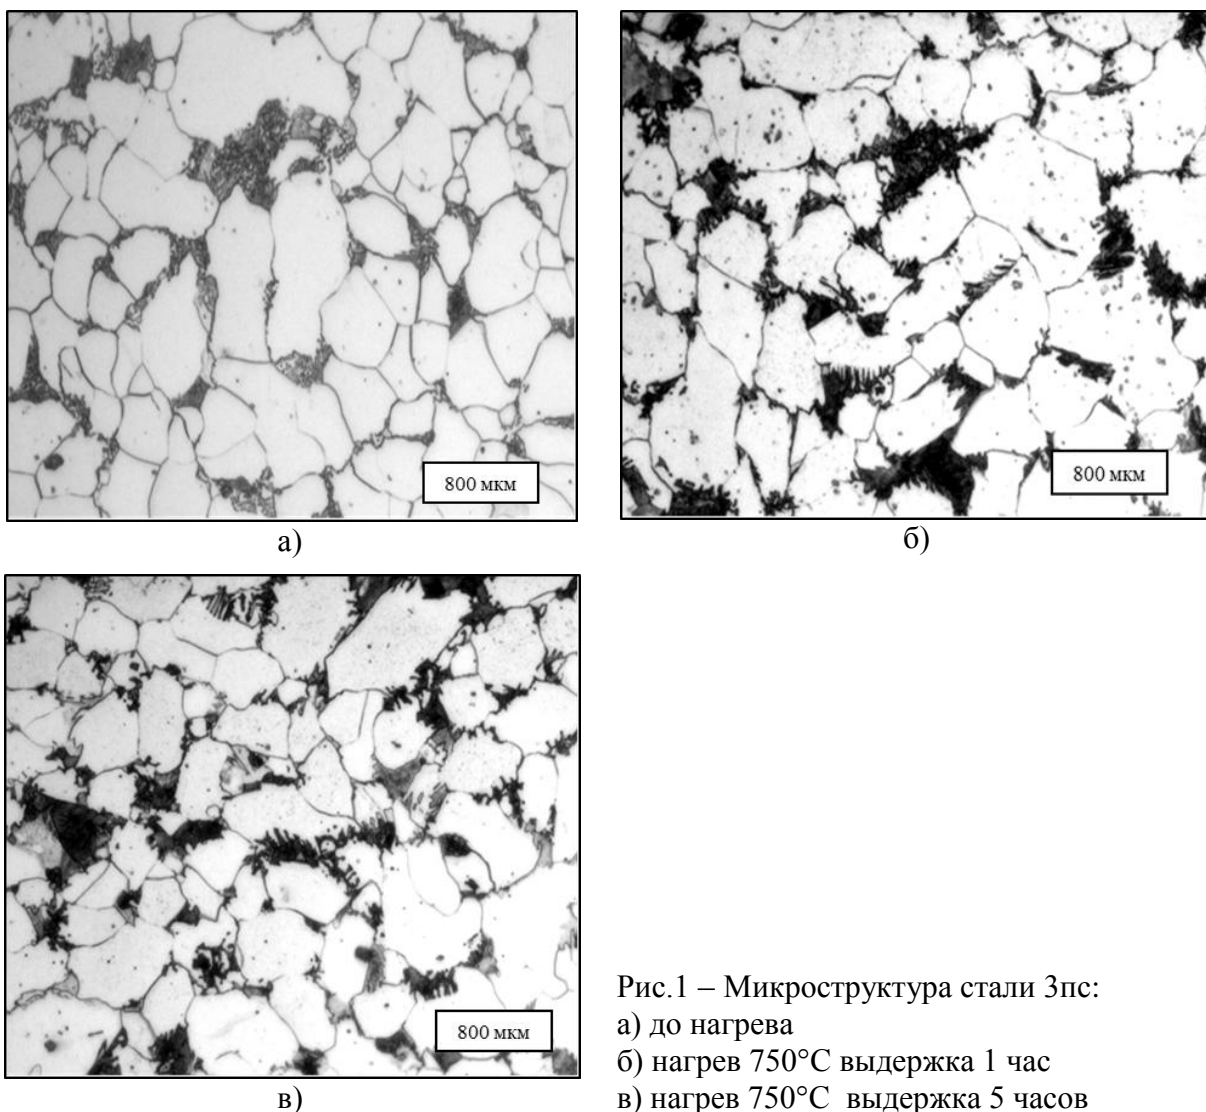 800 мкм
800 мкм
а)
б)
800 мкм
в)
Рис.1 – Микроструктура стали 3пс:
а) до нагрева
б) нагрев 750°С выдержка 1 час
в) нагрев 750°С  выдержка 5 часов